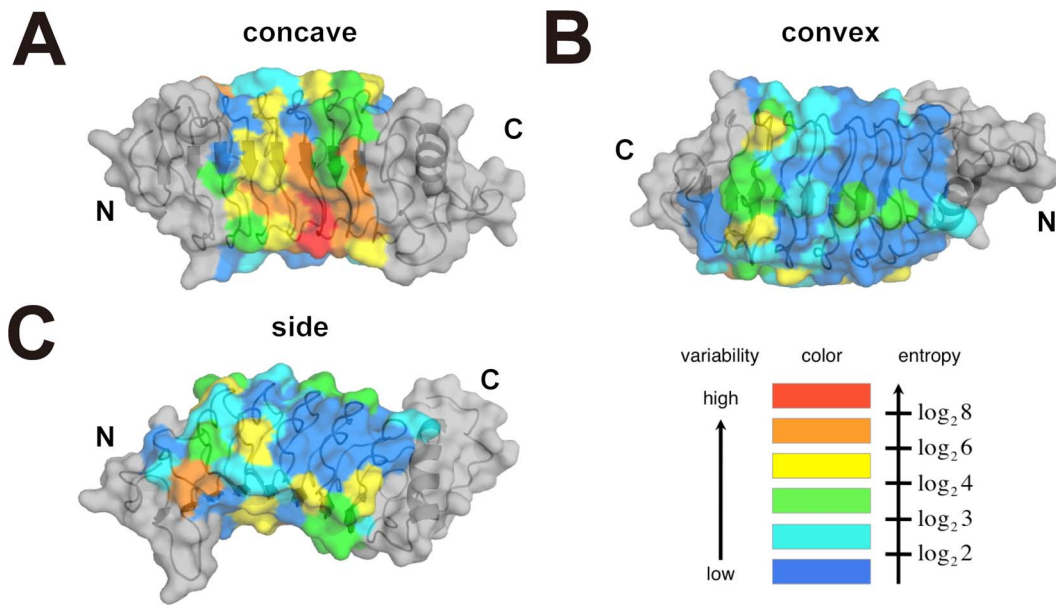 A
concave
N
C
B
convex
C
N
C
side
N
C
variability
color
entropy
high
low
log₂8
log₂6
log₂4
log₂3
log₂2